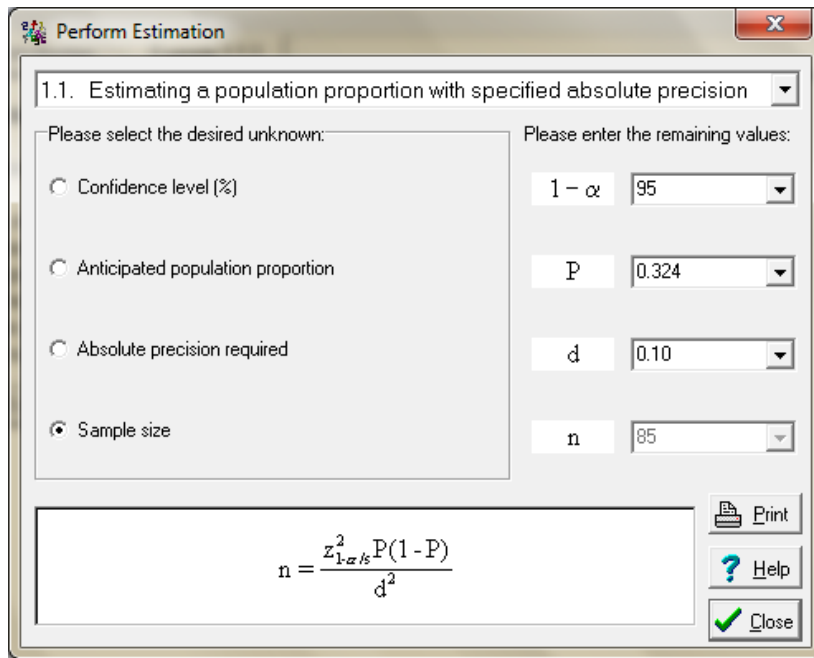 Perform Estimation
1.1. Estimating a population proportion with specified absolute precision
Please select the desired unknown:
Please enter the remaining values:
Confidence level (%)
1 - α 95
Anticipated population proportion
P 0.324
Absolute precision required
d 0.10
Sample size
n 85
n = z²₁₋α/s P(1 - P) / d²
Print
Help
Close